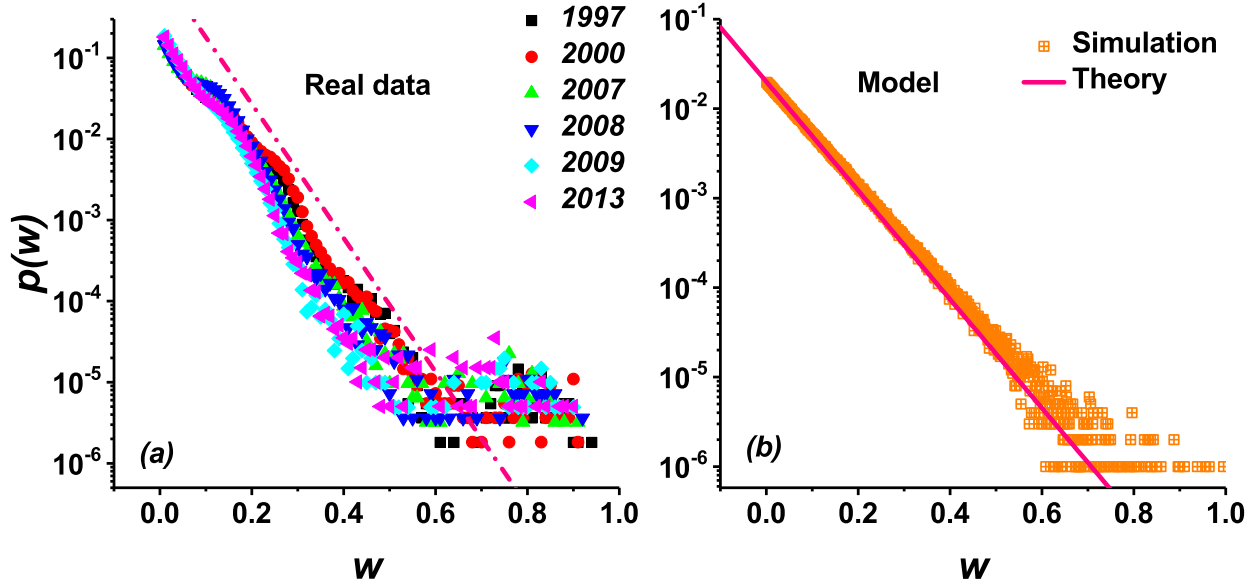 p(w)
10⁻¹
10⁻²
10⁻³
10⁻⁴
10⁻⁵
10⁻⁶
Real data
1997
2000
2007
2008
2009
2013
(a)
0.0 0.2 0.4 0.6 0.8 1.0
w
10⁰
10⁻¹
10⁻²
10⁻³
10⁻⁴
10⁻⁵
10⁻⁶
Model
Simulation
Theory
(b)
0.0 0.2 0.4 0.6 0.8 1.0
w